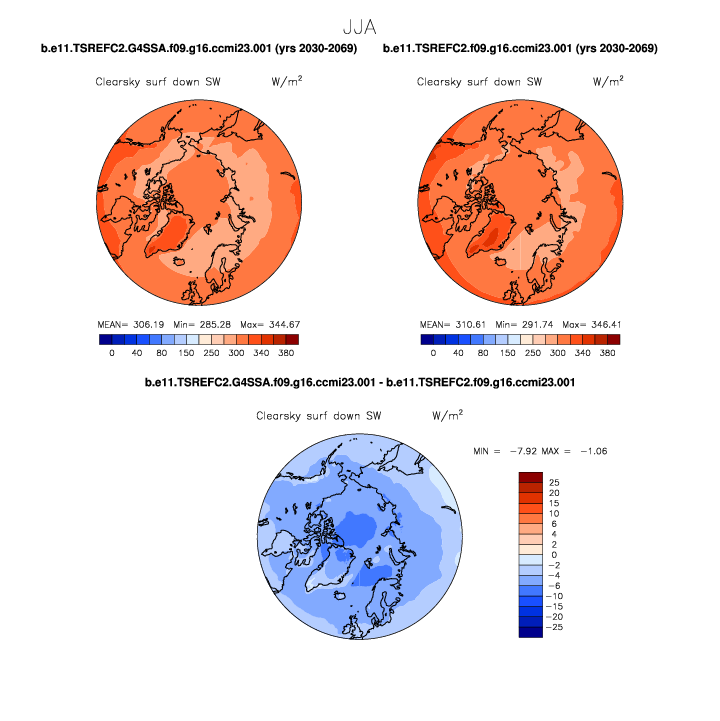 JJA
b.e11.TSREFC2.G4SSA.f09.g16.ccmi23.001 (yrs 2030-2069) b.e11.TSREFC2.f09.g16.ccmi23.001 (yrs 2030-2069)
Clearsky surf down SW W/m² Clearsky surf down SW W/m²
MEAN= 306.19 Min= 285.28 Max= 344.67 MEAN= 310.61 Min= 291.74 Max= 346.41
0 40 80 150 250 300 340 380 0 40 80 150 250 300 340 380
b.e11.TSREFC2.G4SSA.f09.g16.ccmi23.001 - b.e11.TSREFC2.f09.g16.ccmi23.001
Clearsky surf down SW W/m²
MIN = -7.92 MAX = -1.06
25
20
15
10
6
4
2
0
-2
-4
-6
-10
-15
-20
-25